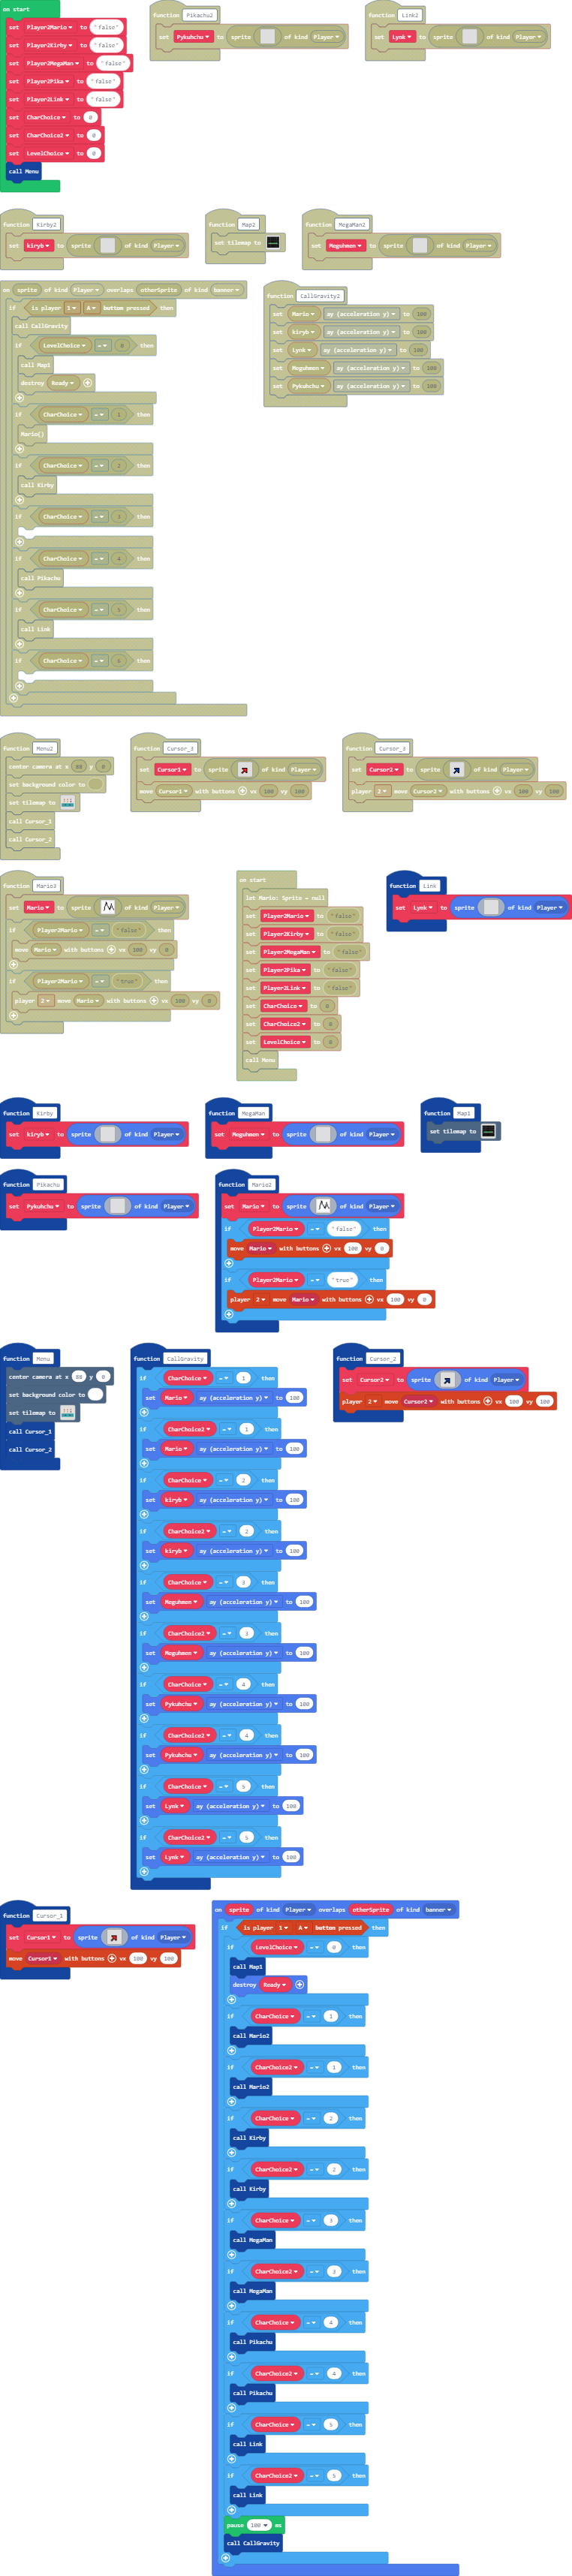 on start
set Player2Mario to "false"
set Player2Kirby to "false"
set Player2MegaMan to "false"
set Player2Pika to "false"
set Player2Link to "false"
set CharChoice to 0
set CharChoice2 to 0
set LevelChoice to 0
call Menu
function Pikachu2
set Pykuhchu to sprite of kind Player
function Link2
set Lynk to sprite of kind Player
function Kirby2
set kiryb to sprite of kind Player
function Map2
set tilemap to
function MegaMan2
set Meguhmen to sprite of kind Player
on sprite of kind Player overlaps otherSprite of kind banner
if is player 1 A button pressed then
call CallGravity
if LevelChoice = 0 then
call Map1
destroy Ready
if CharChoice = 1 then
Mario()
if CharChoice = 2 then
call Kirby
if CharChoice = 3 then
if CharChoice = 4 then
call Pikachu
if CharChoice = 5 then
call Link
if CharChoice = 6 then
function CallGravity2
set Mario ay (acceleration y) to 100
set kiryb ay (acceleration y) to 100
set Lynk ay (acceleration y) to 100
set Meguhmen ay (acceleration y) to 100
set Pykuhchu ay (acceleration y) to 100
function Menu2
center camera at x 88 y 0
set background color to
set tilemap to
call Cursor_1
call Cursor_2
function Cursor_3
set Cursor1 to sprite of kind Player
move Cursor1 with buttons vx 100 vy 100
function
set Cursor2 to sprite of kind Player
player 2 move Cursor2 with buttons vx 100 vy 100
function Mario3
set Mario to sprite of kind Player
if Player2Mario = "false" then
move Mario with buttons vx 100 vy 0
if Player2Mario = "true" then
player 2 move Mario with buttons vx 100 vy 0
on start
let Mario: Sprite = null
set Player2Mario to "false"
set Player2Kirby to "false"
set Player2MegaMan to "false"
set Player2Pika to "false"
set Player2Link to "false"
set CharChoice to 0
set CharChoice2 to 0
set LevelChoice to 0
call Menu
function Link
set Lynk to sprite of kind Player
function Kirby
set kiryb to sprite of kind Player
function MegaMan
set Meguhmen to sprite of kind Player
function Map1
set tilemap to
function Pikachu
set Pykuhchu to sprite of kind Player
function Mario2
set Mario to sprite of kind Player
if Player2Mario = "false" then
move Mario with buttons vx 100 vy 0
if Player2Mario = "true" then
player 2 move Mario with buttons vx 100 vy 0
function Menu
center camera at x 88 y 0
set background color to
set tilemap to
call Cursor_1
call Cursor_2
function CallGravity
if CharChoice = 1 then
set Mario ay (acceleration y) to 100
if CharChoice2 = 1 then
set Mario ay (acceleration y) to 100
if CharChoice = 2 then
set kiryb ay (acceleration y) to 100
if CharChoice2 = 2 then
set kiryb ay (acceleration y) to 100
if CharChoice = 3 then
set Meguhmen ay (acceleration y) to 100
if CharChoice2 = 3 then
set Meguhmen ay (acceleration y) to 100
if CharChoice = 4 then
set Pykuhchu ay (acceleration y) to 100
if CharChoice2 = 4 then
set Pykuhchu ay (acceleration y) to 100
if CharChoice = 5 then
set Lynk ay (acceleration y) to 100
if CharChoice2 = 5 then
set Lynk ay (acceleration y) to 100
function Cursor_2
set Cursor2 to sprite of kind Player
player 2 move Cursor2 with buttons vx 100 vy 100
function Cursor_1
set Cursor1 to sprite of kind Player
move Cursor1 with buttons vx 100 vy 100
on sprite of kind Player overlaps otherSprite of kind banner
if is player 1 A button pressed then
if LevelChoice = 0 then
call Map1
destroy Ready
if CharChoice = 1 then
call Mario2
if CharChoice2 = 1 then
call Mario2
if CharChoice = 2 then
call Kirby
if CharChoice2 = 2 then
call Kirby
if CharChoice = 3 then
call MegaMan
if CharChoice2 = 3 then
call MegaMan
if CharChoice = 4 then
call Pikachu
if CharChoice2 = 4 then
call Pikachu
if CharChoice = 5 then
call Link
if CharChoice2 = 5 then
call Link
pause 100 ms
call CallGravity